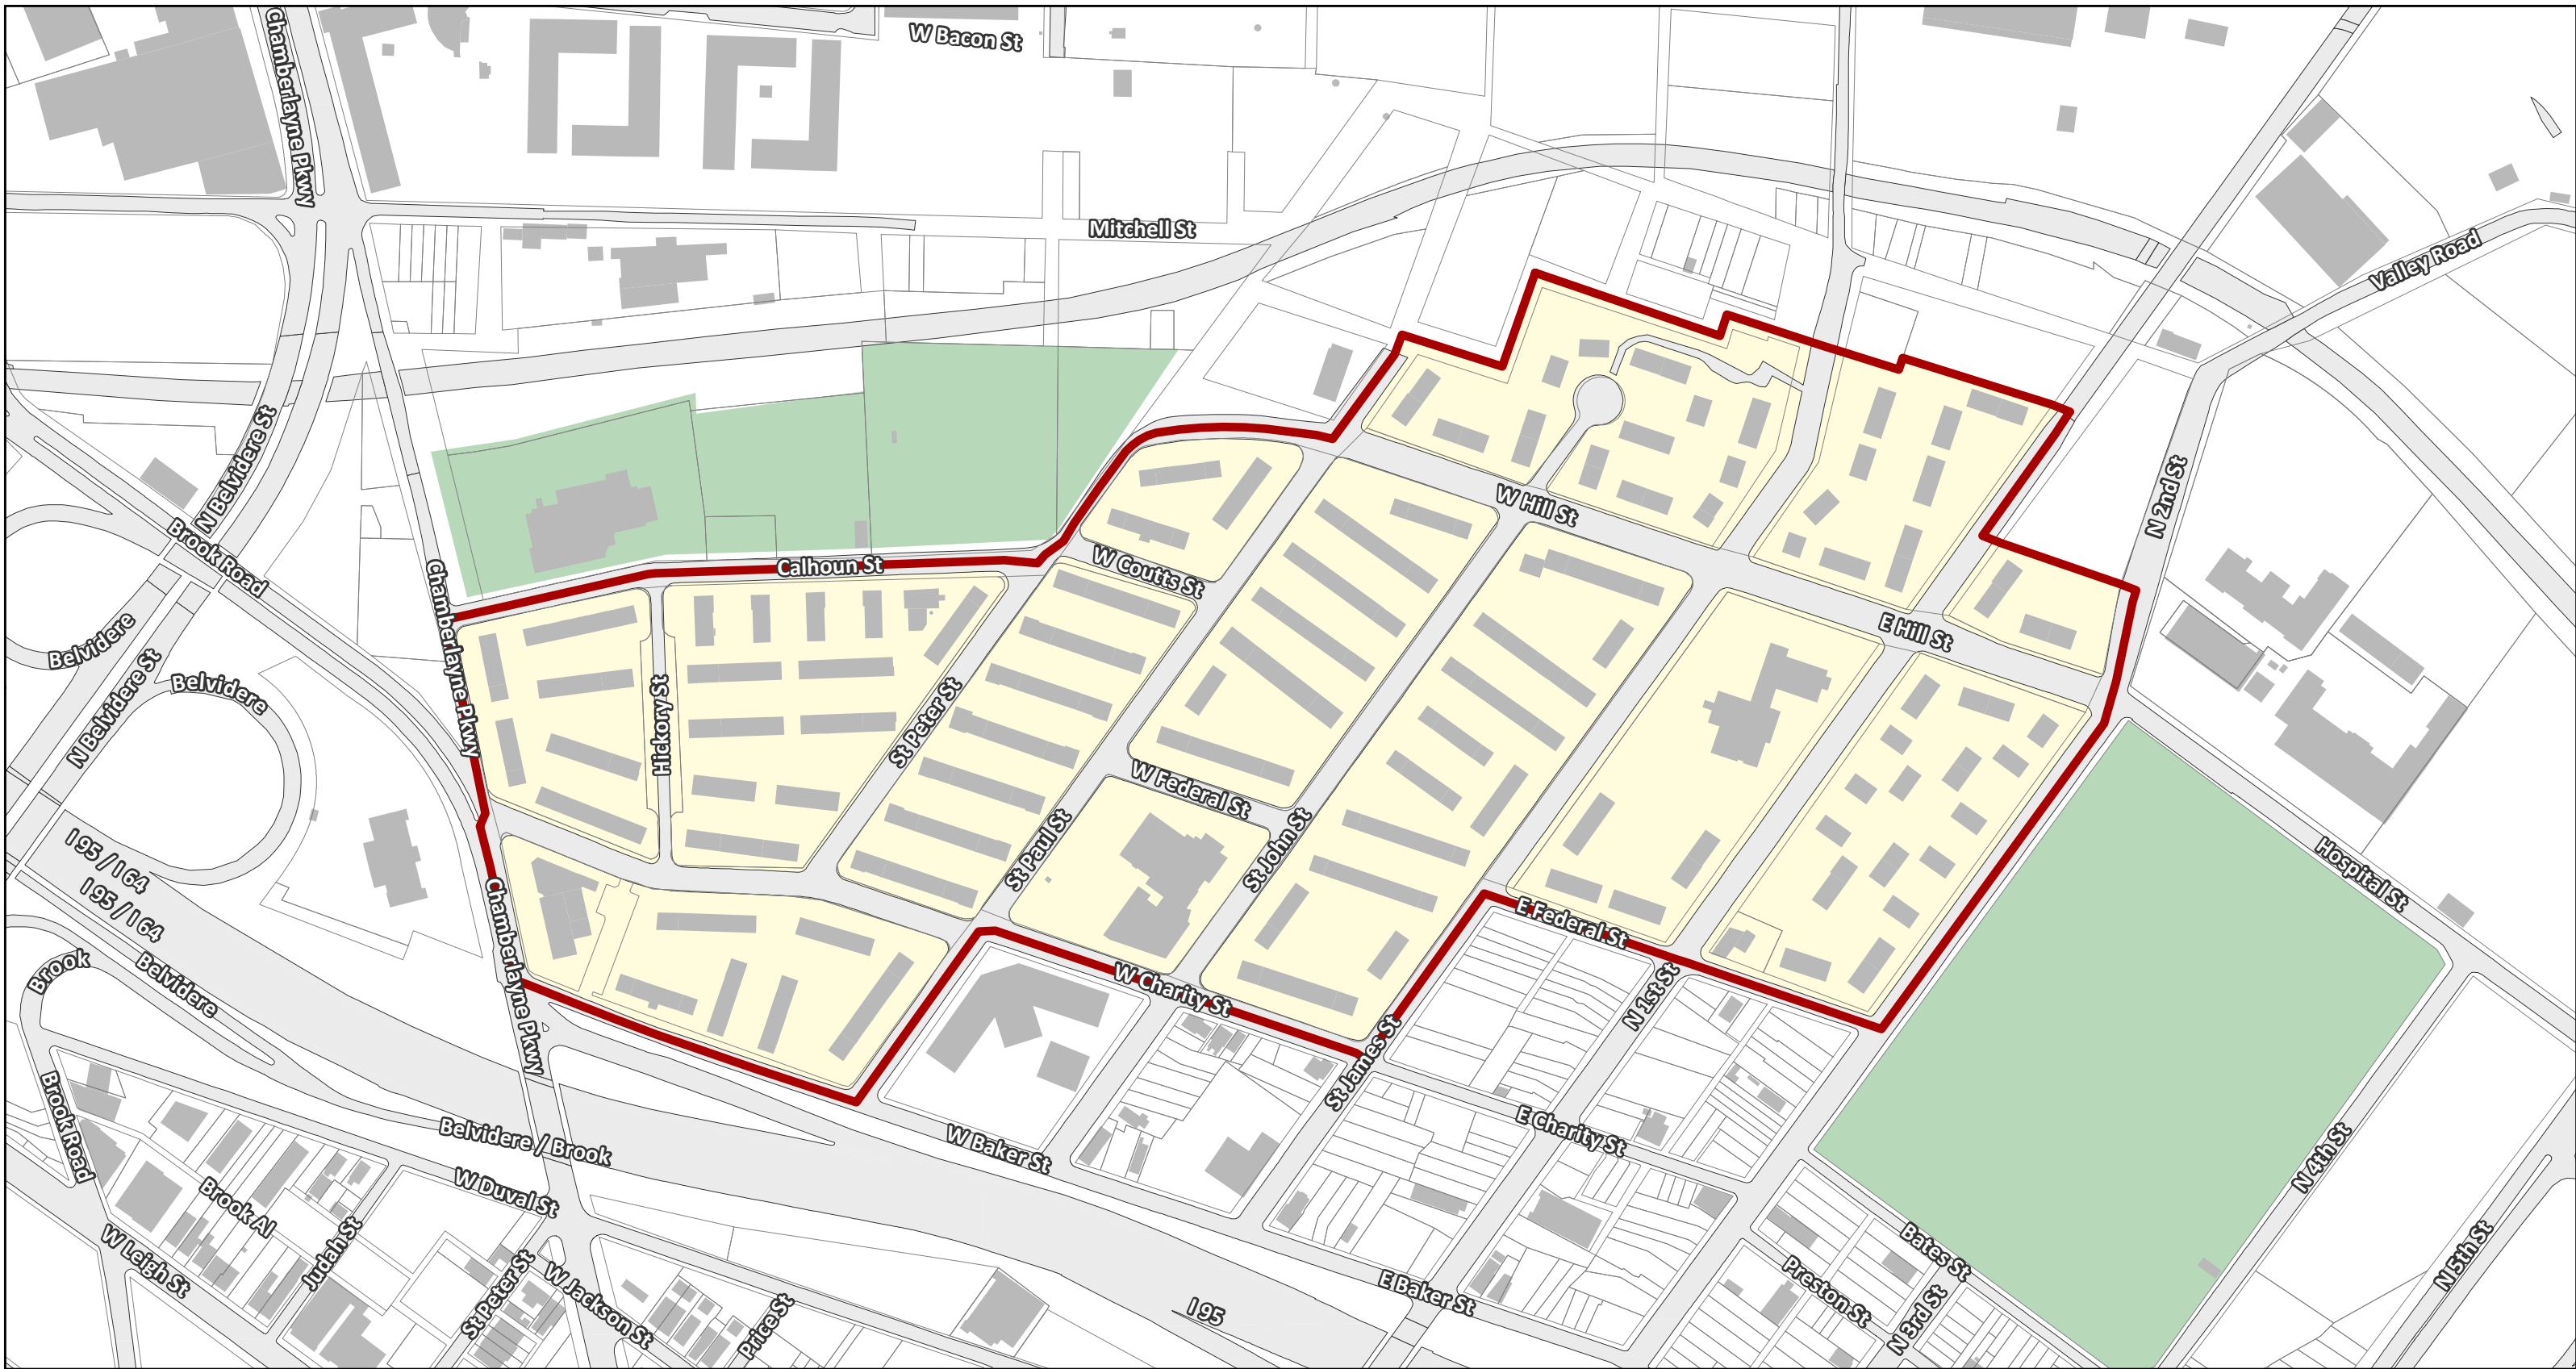 Chamberlayne Pkwy
W Bacon St
Mitchell St
Valley Road
N Belvidere St
Brook Road
N 2nd St
W Hill St
Calhoun St
W Coutts St
Chamberlayne Pkwy
Belvidere
E Hill St
N Belvidere St
Belvidere
Hickory St
St Peter St
W Federal St
St Paul St
St John St
I 95 / I 64
I 95 / I 64
Hospital St
Chamberlayne Pkwy
E Federal St
Brook
Belvidere
W Charity St
N 1st St
St James St
Brook Road
Belvidere / Brook
W Baker St
E Charity St
N 4th St
W Duval St
Brook Al
W Leigh St
Judah St
St Peter St
W Jackson St
Price St
I 95
E Baker St
Bates St
Preston St
N 3rd St
N 5th St